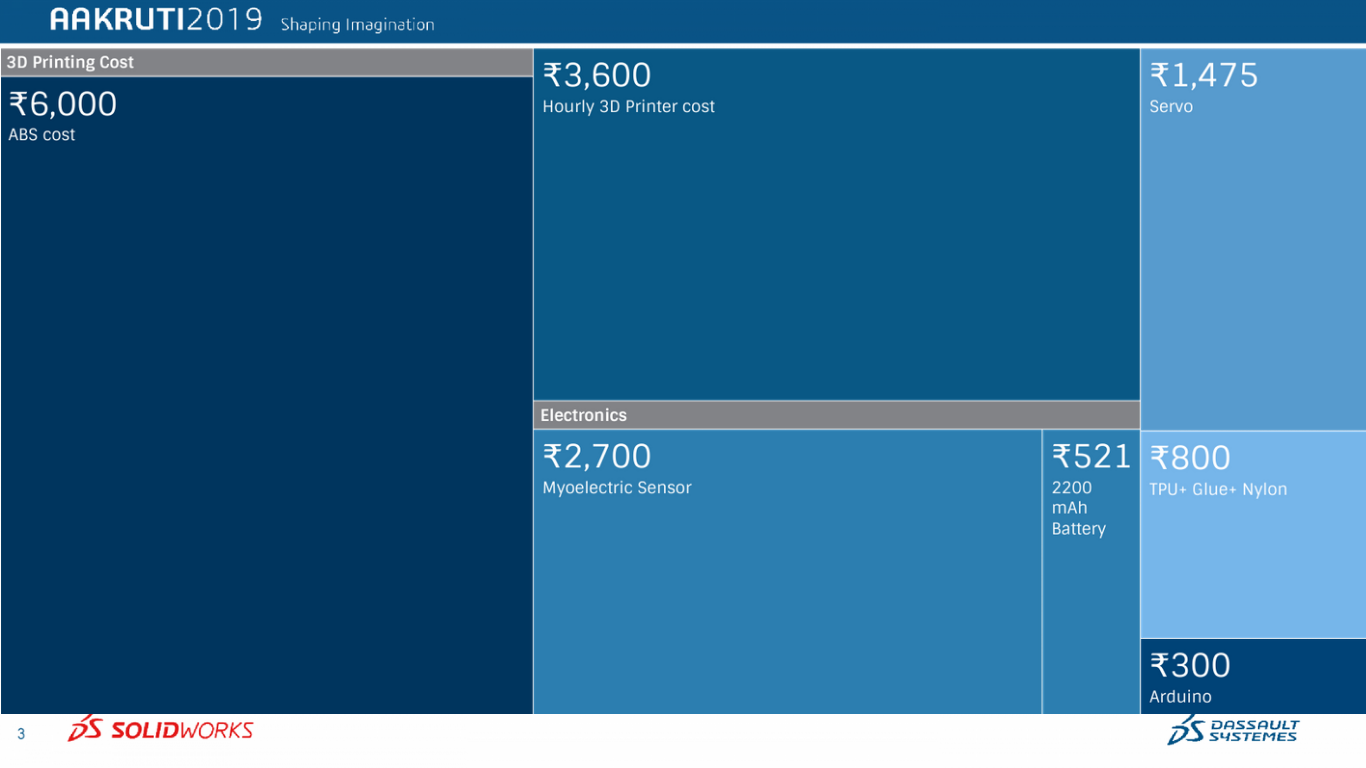 AAKRUTI2019 Shaping Imagination
3D Printing Cost
₹6,000
ABS cost
₹3,600
Hourly 3D Printer cost
Electronics
₹2,700
Myoelectric Sensor
₹521
2200
mAh
Battery
₹1,475
Servo
₹800
TPU+ Glue+ Nylon
₹300
Arduino
3
SOLIDWORKS
DASSAULT
SYSTEMES